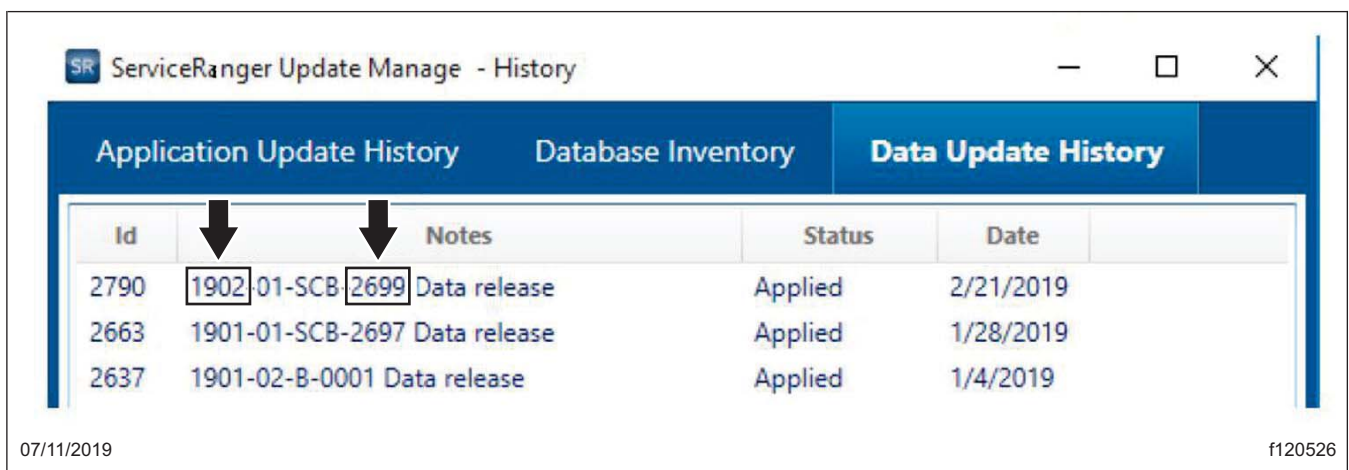 SR ServiceRanger Update Manage - History
Application Update History Database Inventory Data Update History
Id Notes Status Date
2790 1902-01-SCB-2699 Data release Applied 2/21/2019
2663 1901-01-SCB-2697 Data release Applied 1/28/2019
2637 1901-02-B-0001 Data release Applied 1/4/2019
07/11/2019 f120526